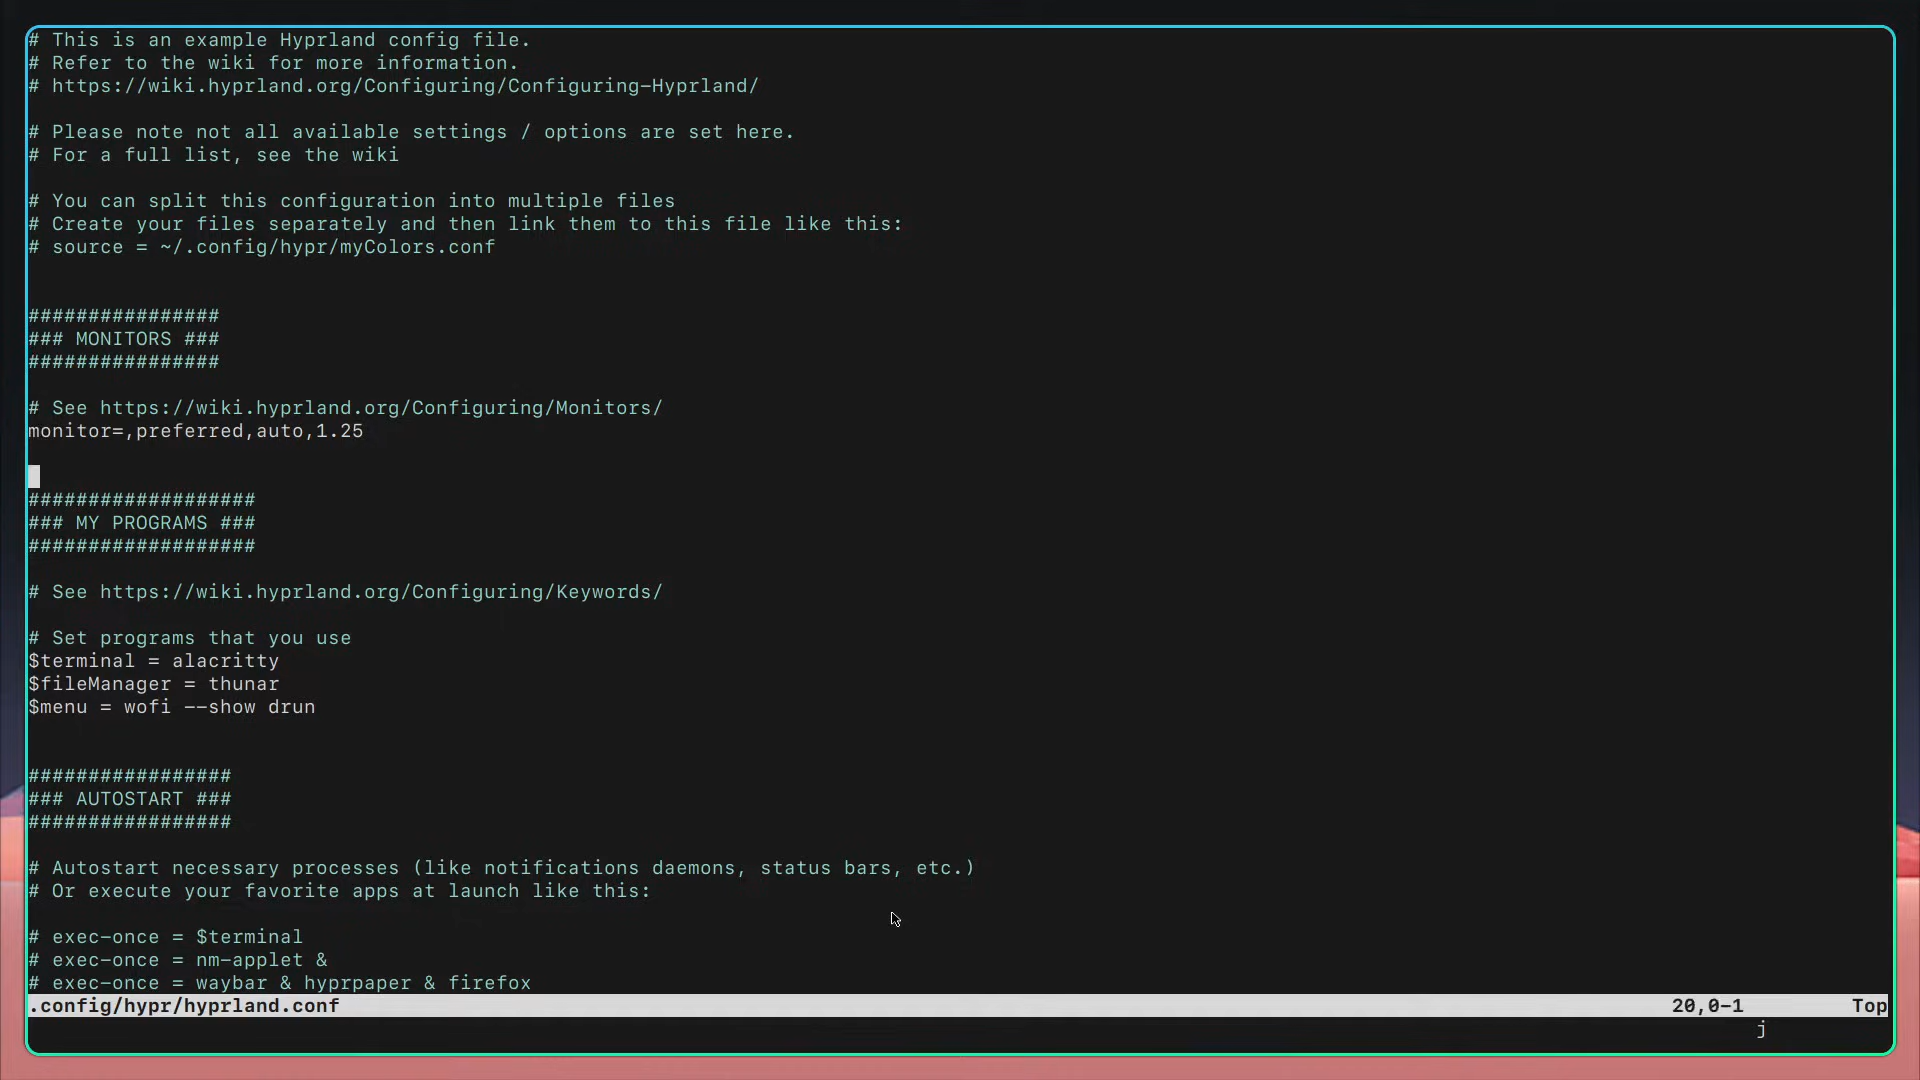 # This is an example Hyprland config file.
# Refer to the wiki for more information.
# https://wiki.hyprland.org/Configuring/Configuring-Hyprland/
# Please note not all available settings / options are set here.
# For a full list, see the wiki
# You can split this configuration into multiple files
# Create your files separately and then link them to this file like this:
# source = ~/.config/hypr/myColors.conf
################
### MONITORS ###
################
# See https://wiki.hyprland.org/Configuring/Monitors/
monitor=,preferred,auto,1.25
###################
### MY PROGRAMS ###
###################
# See https://wiki.hyprland.org/Configuring/Keywords/
# Set programs that you use
$terminal = alacritty
$fileManager = thunar
$menu = wofi --show drun
#################
### AUTOSTART ###
#################
# Autostart necessary processes (like notifications daemons, status bars, etc.)
# Or execute your favorite apps at launch like this:
# exec-once = $terminal
# exec-once = nm-applet &
# exec-once = waybar & hyprpaper & firefox
.config/hypr/hyprland.conf 20,0-1 Top
j